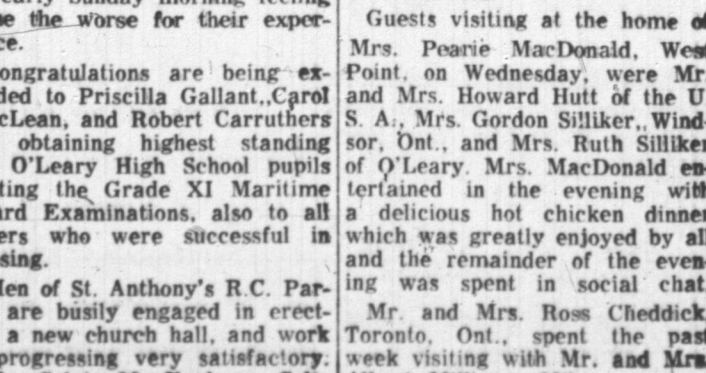 the worse for their exper-
ce.
ongratulations are being ex-
ded to Priscilla Gallant,,Carol
cLean, and Robert Carruthers
obtaining highest standing
O'Leary High School pupils
ting the Grade XI Maritime
rd Examinations, also to all
ers who were successful in
sing.
en of St. Anthony's R.C. Par-
are busily engaged in erect-
a new church hall, and work
progressing very satisfactory.
Guests visiting at the home of
Mrs. Pearie MacDonald, West
Point, on Wednesday, were Mr.
and Mrs. Howard Hutt of the U.
S. A., Mrs. Gordon Silliker,, Wind-
sor, Ont., and Mrs. Ruth Silliker
of O'Leary. Mrs. MacDonald en-
tertained in the evening with
a delicious hot chicken dinner
which was greatly enjoyed by all
and the remainder of the even-
ing was spent in social chat
Mr. and Mrs. Ross Cheddick,
Toronto, Ont., spent the past
week visiting with Mr. and Mrs.